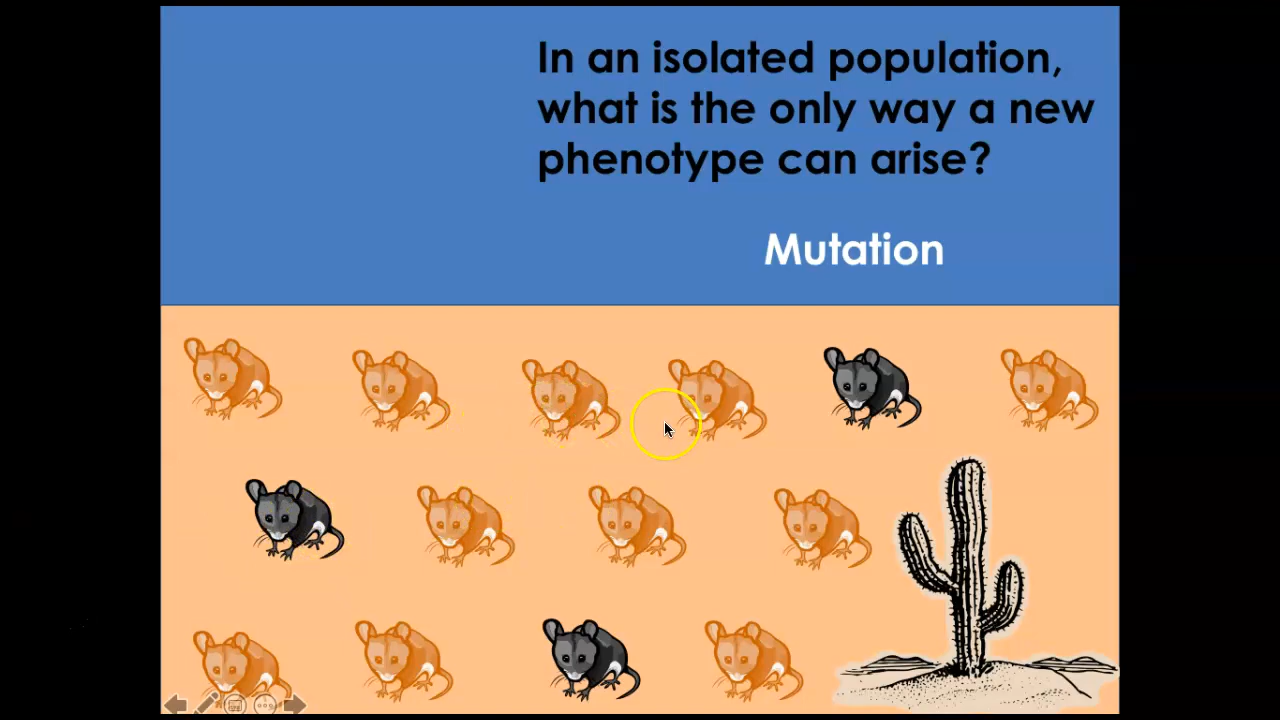 In an isolated population,
what is the only way a new
phenotype can arise?
Mutation